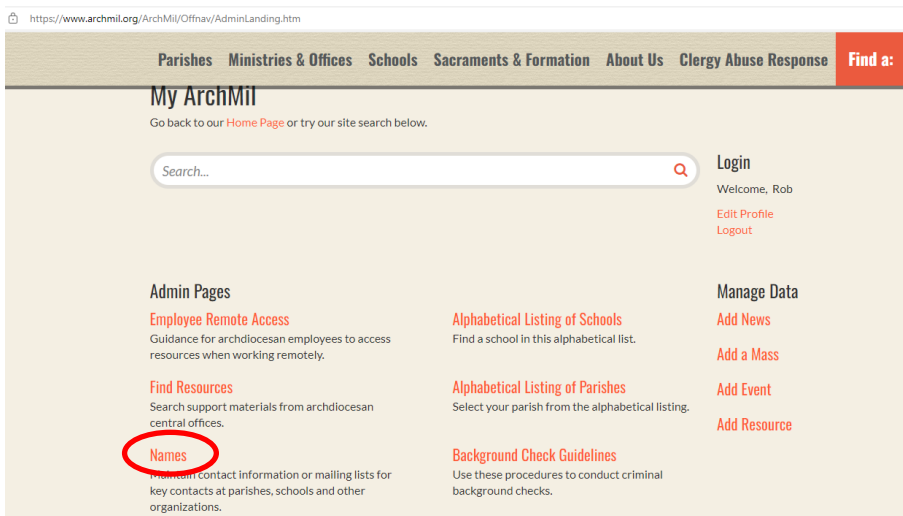 https://www.archmil.org/ArchMil/Offnav/AdminLanding.htm
Parishes Ministries & Offices Schools Sacraments & Formation About Us Clergy Abuse Response Find a:
My ArchMil
Go back to our Home Page or try our site search below.
Search...
Login
Welcome, Rob
Edit Profile
Logout
Admin Pages
Employee Remote Access
Guidance for archdiocesan employees to access
resources when working remotely.
Find Resources
Search support materials from archdiocesan
central offices.
Names
Maintain contact information or mailing lists for
key contacts at parishes, schools and other
organizations.
Alphabetical Listing of Schools
Find a school in this alphabetical list.
Alphabetical Listing of Parishes
Select your parish from the alphabetical listing.
Background Check Guidelines
Use these procedures to conduct criminal
background checks.
Manage Data
Add News
Add a Mass
Add Event
Add Resource